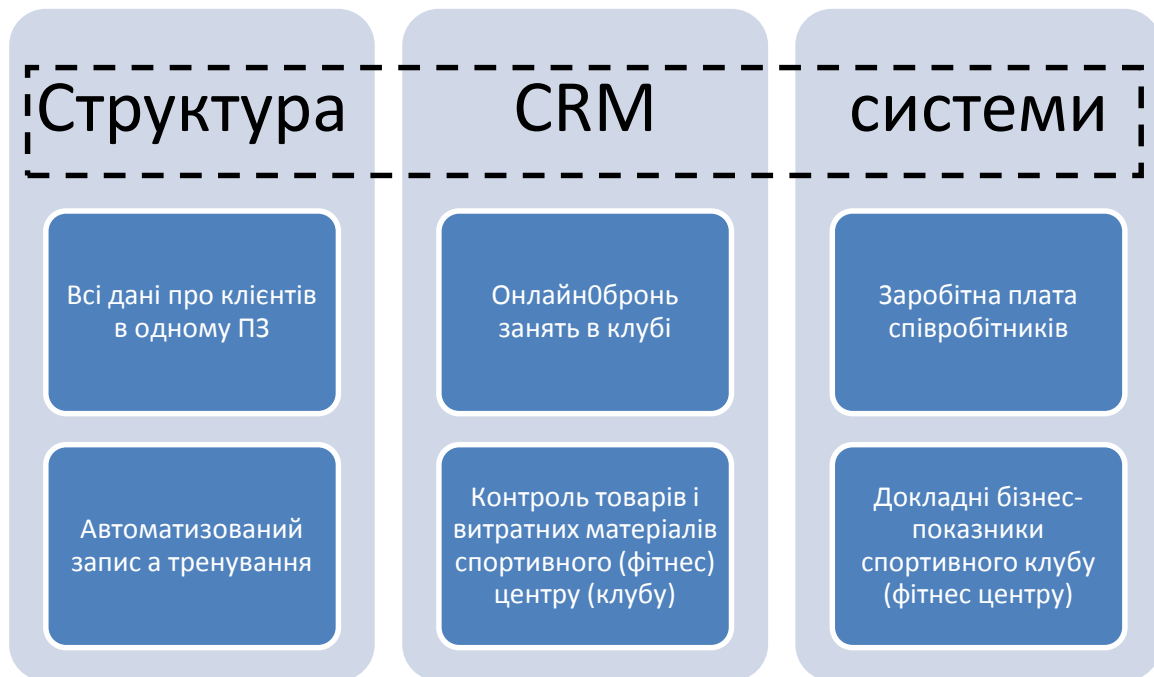 Структура CRM системи
Всі дані про клієнтів
в одному ПЗ
Онлайн0бронь
занять в клубі
Заробітна плата
співробітників
Автоматизований
запис а тренування
Контроль товарів і
витратних матеріалів
спортивного (фітнес)
центру (клубу)
Докладні бізнес-
показники
спортивного клубу
(фітнес центру)